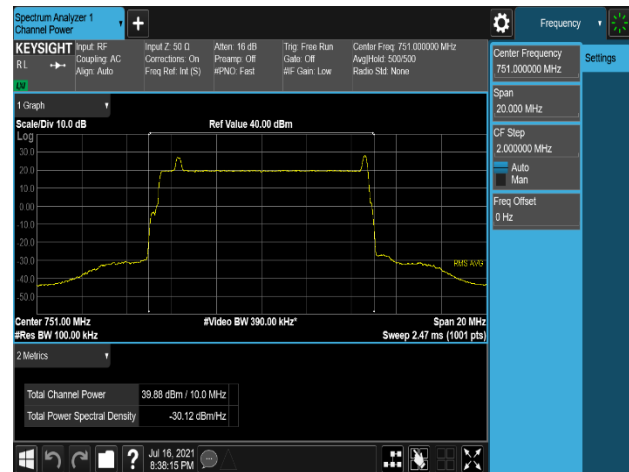 Spectrum Analyzer 1
Channel Power
Frequency
KEYSIGHT
RL
LM
Input: RF
Coupling: AC
Align: Auto
Input Z: 50 Ω
Corrections: On
Freq Ref: Int (S)
Atten: 16 dB
Preamp: Off
#PNO: Fast
Trig: Free Run
Gate: Off
#IF Gain: Low
Center Freq: 751.000000 MHz
Avg|Hold: 500/500
Radio Std: None
1 Graph
Scale/Div 10.0 dB
Ref Value 40.00 dBm
Log
30.0
20.0
10.0
0.00
-10.0
-20.0
-30.0
-40.0
-50.0
RMS AVG
Center 751.00 MHz
#Video BW 390.00 kHz*
Span 20 MHz
#Res BW 100.00 kHz
Sweep 2.47 ms (1001 pts)
2 Metrics
Total Channel Power
39.88 dBm / 10.0 MHz
Total Power Spectral Density
-30.12 dBm/Hz
?
Jul 16, 2021
8:38:15 PM
Center Frequency
751.000000 MHz
Settings
Span
20.000 MHz
CF Step
2.000000 MHz
Auto
Man
Freq Offset
0 Hz